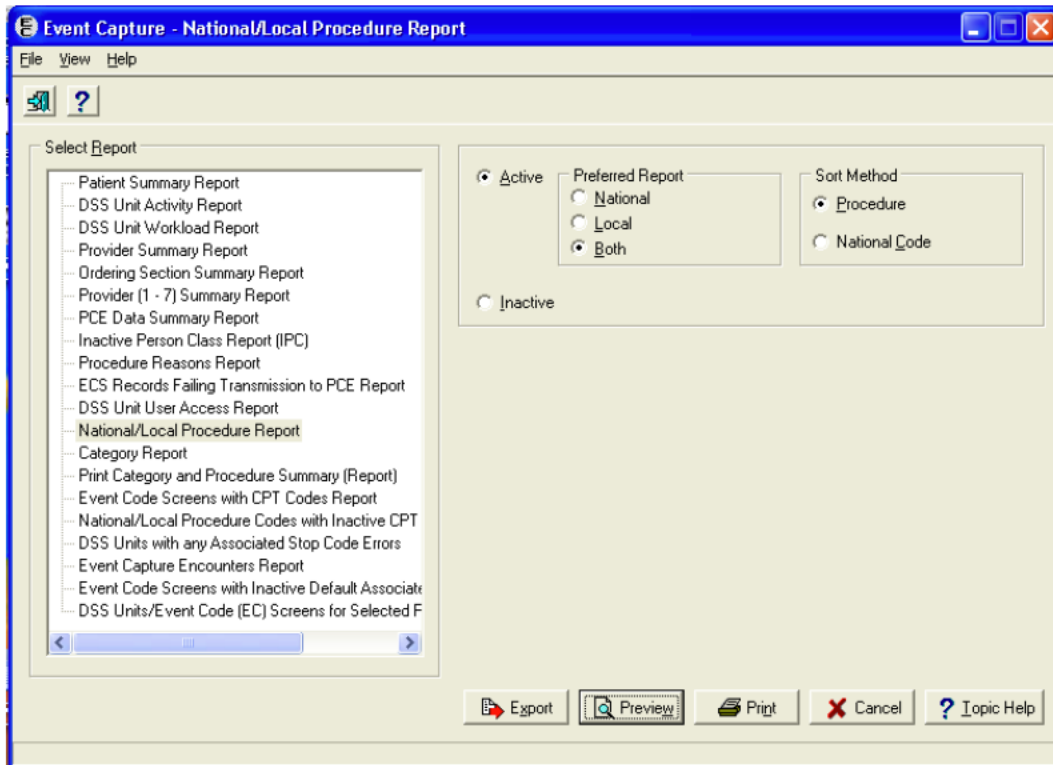 Event Capture - National/Local Procedure Report
File View Help
Select Report
Patient Summary Report
DSS Unit Activity Report
DSS Unit Workload Report
Provider Summary Report
Ordering Section Summary Report
Provider (1 - 7) Summary Report
PCE Data Summary Report
Inactive Person Class Report (IPC)
Procedure Reasons Report
ECS Records Failing Transmission to PCE Report
DSS Unit User Access Report
National/Local Procedure Report
Category Report
Print Category and Procedure Summary (Report)
Event Code Screens with CPT Codes Report
National/Local Procedure Codes with Inactive CPT
DSS Units with any Associated Stop Code Errors
Event Capture Encounters Report
Event Code Screens with Inactive Default Associate
DSS Units/Event Code (EC) Screens for Selected F
Active
Preferred Report
National
Local
Both
Sort Method
Procedure
National Code
Inactive
Export Preview Print Cancel ? Topic Help